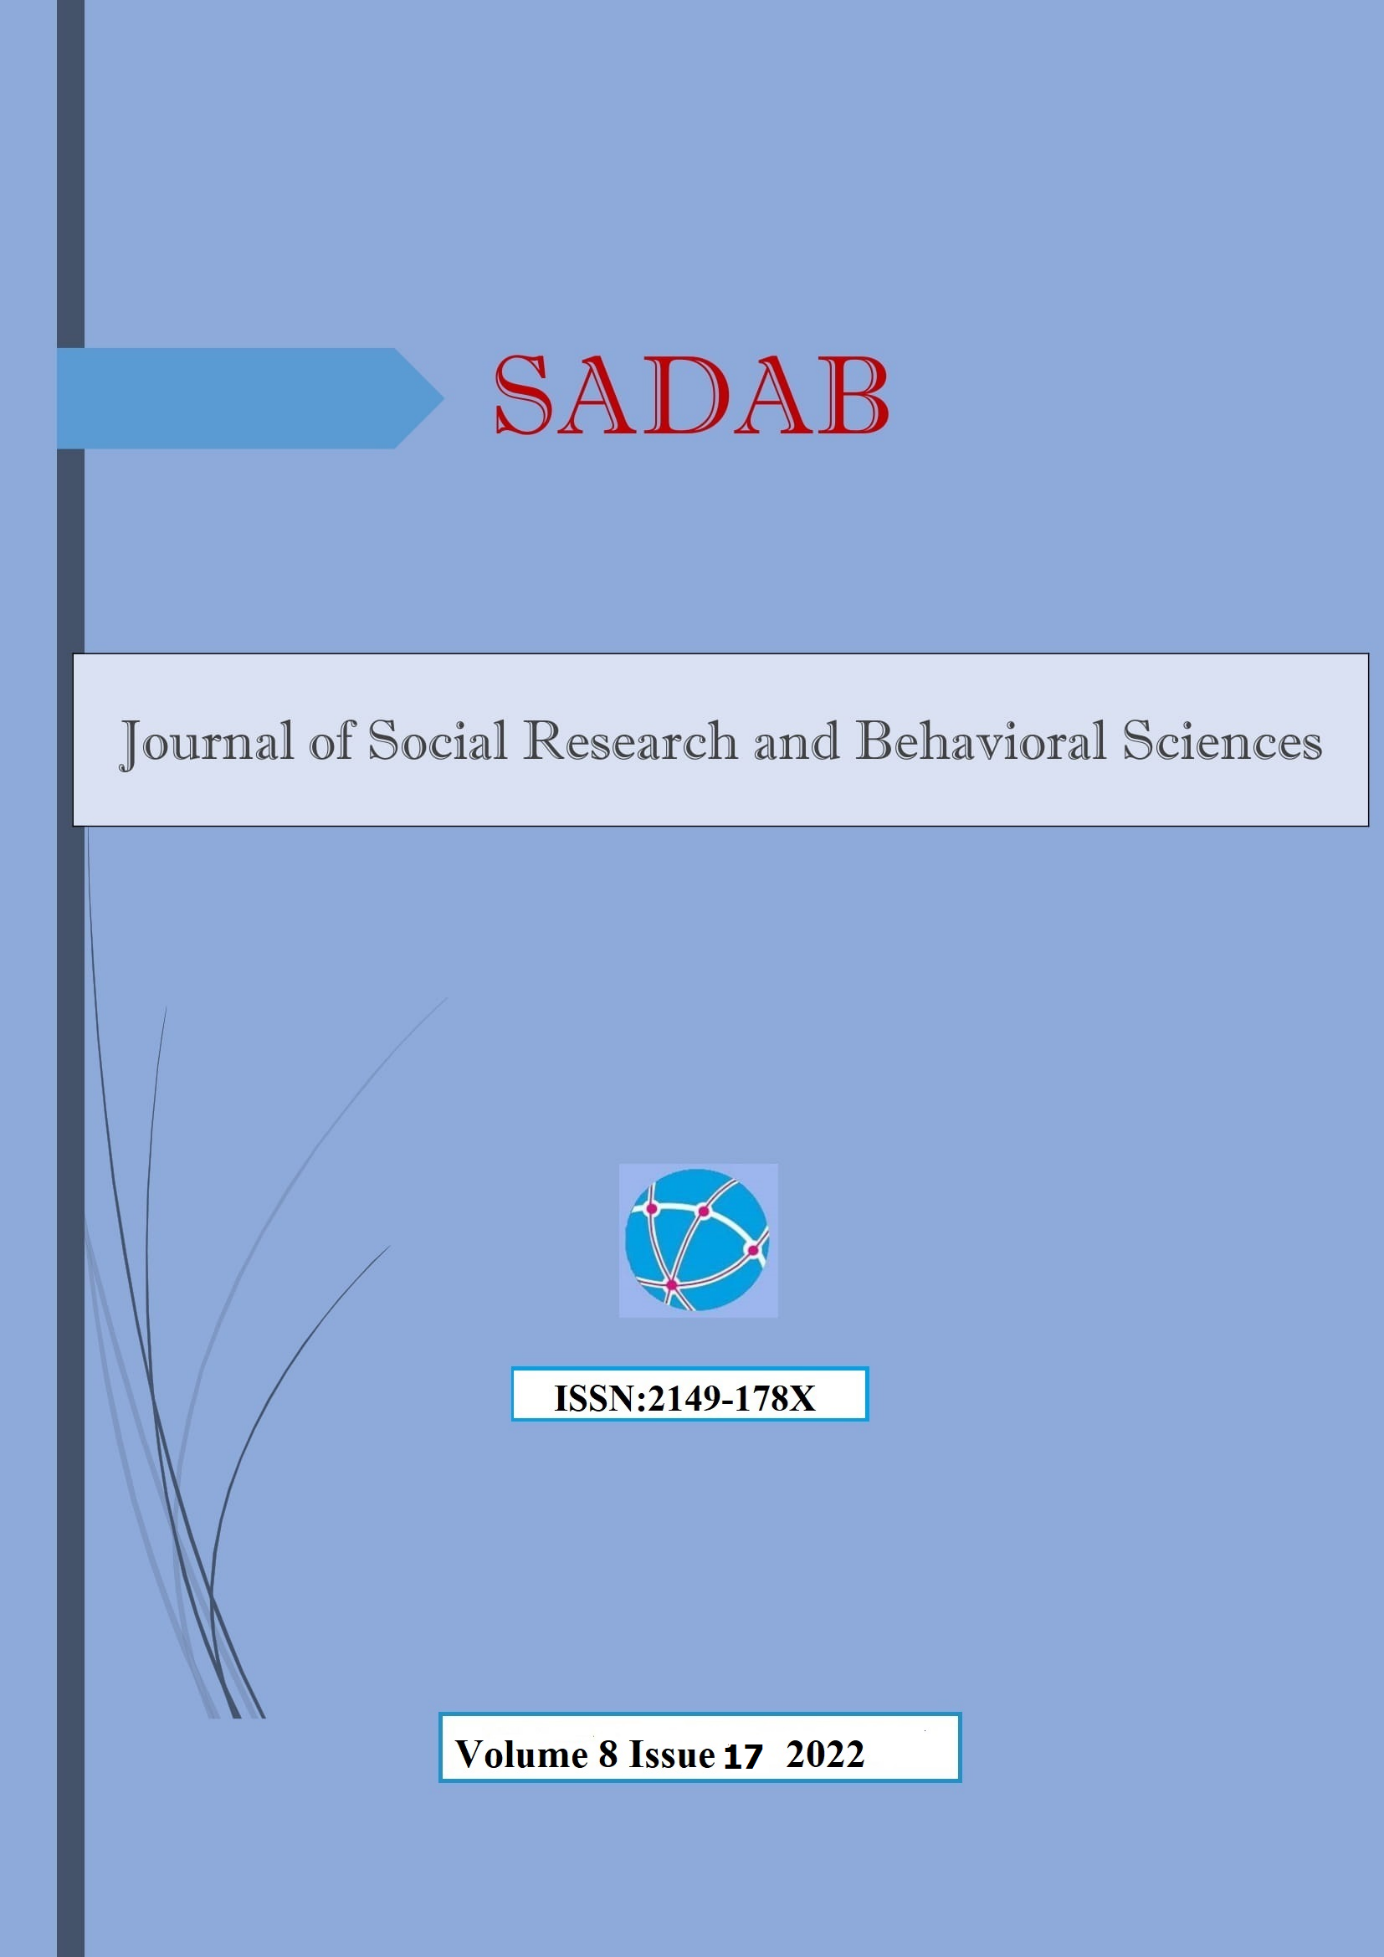 SADAB
Journal of Social Research and Behavioral Sciences
ISSN:2149-178X
Volume 8 Issue 17 2022